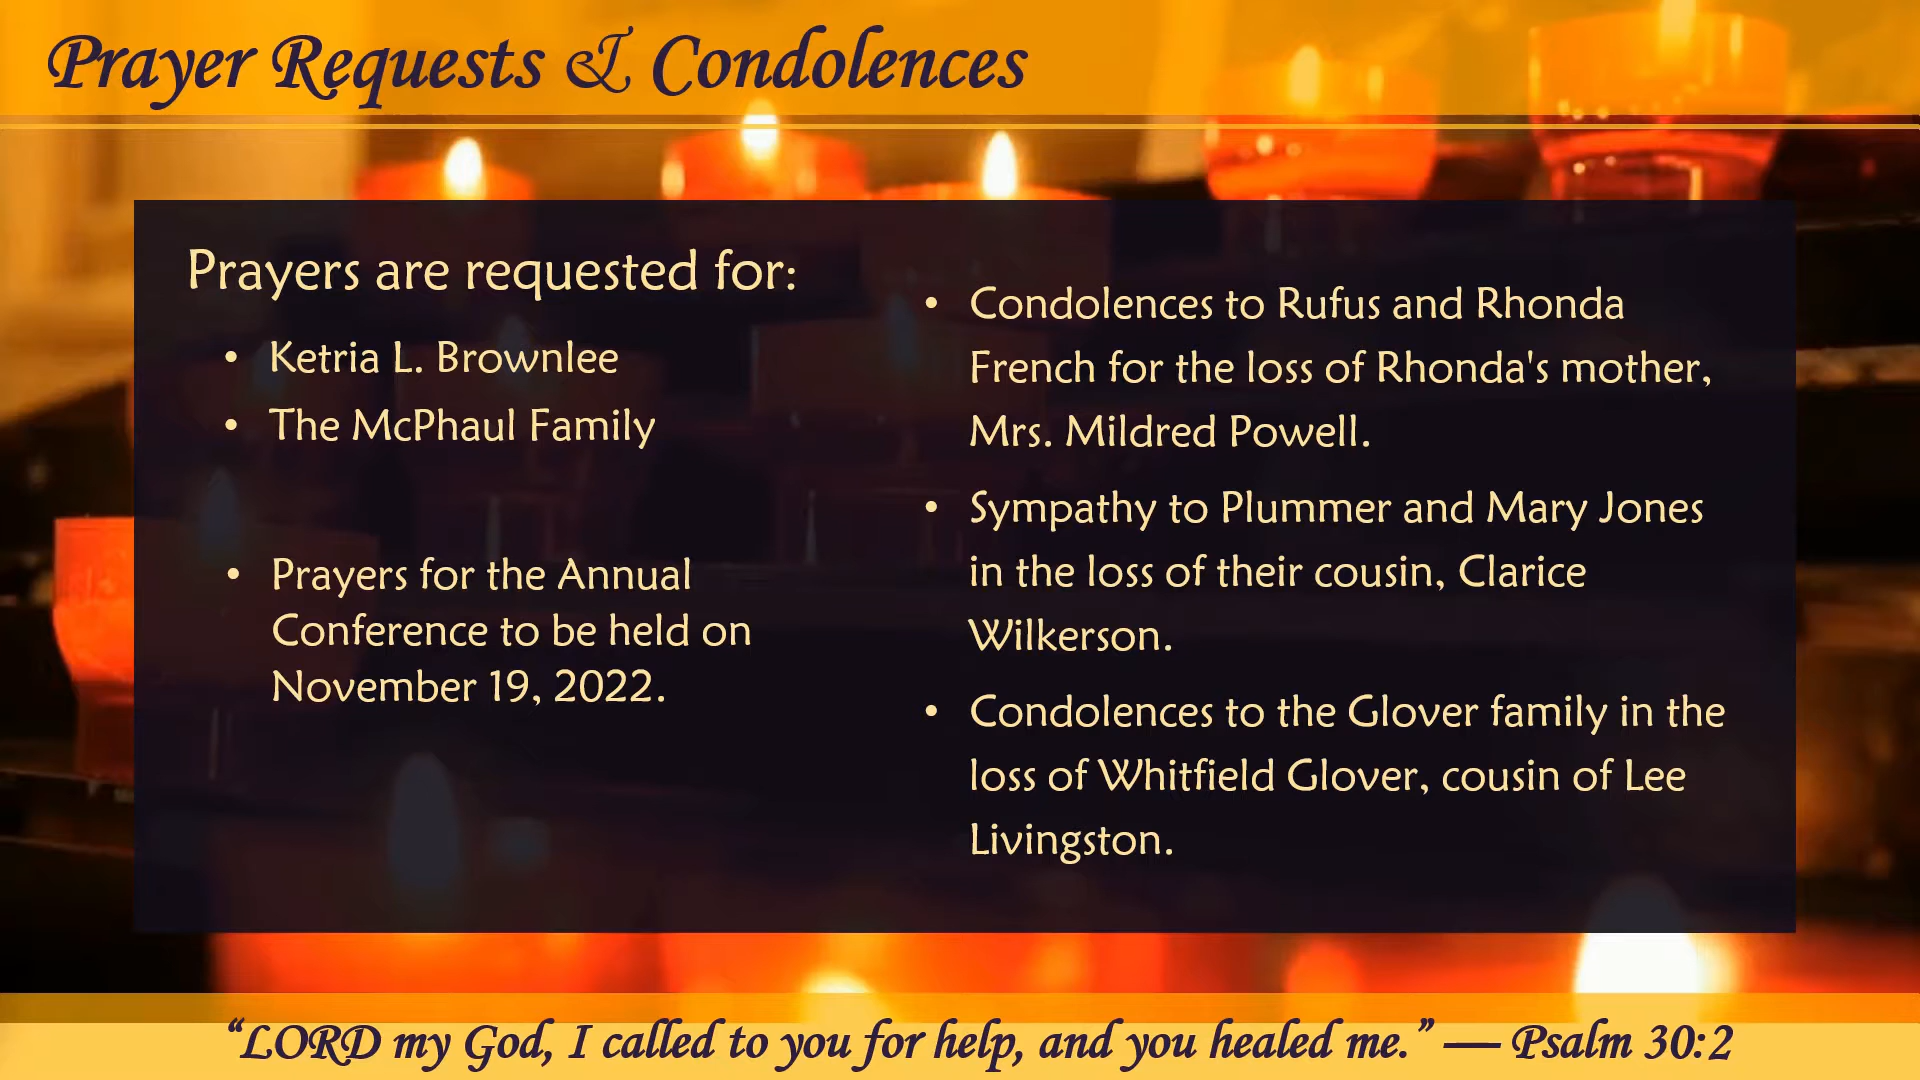 Prayer Requests & Condolences
Prayers are requested for:
• Ketria L. Brownlee
• The McPhaul Family
• Prayers for the Annual
Conference to be held on
November 19, 2022.
• Condolences to Rufus and Rhonda
French for the loss of Rhonda's mother,
Mrs. Mildred Powell.
• Sympathy to Plummer and Mary Jones
in the loss of their cousin, Clarice
Wilkerson.
• Condolences to the Glover family in the
loss of Whitfield Glover, cousin of Lee
Livingston.
“LORD my God, I called to you for help, and you healed me.” — Psalm 30:2